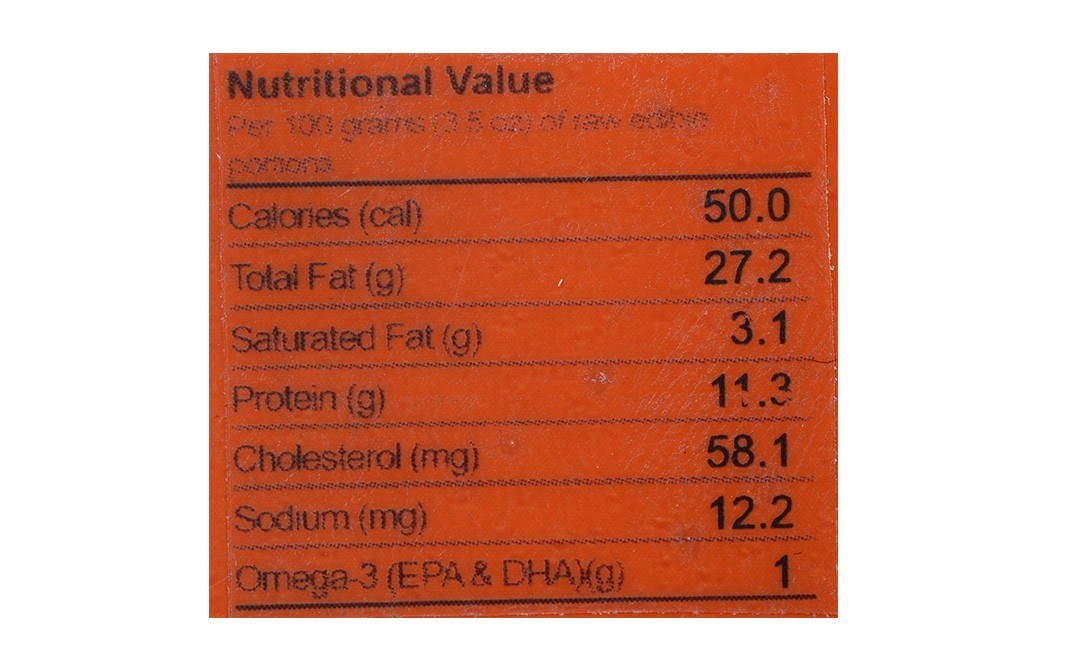 Nutritional Value
Per 100 grams (3.5 oz) of raw edible
portions
Calories (cal) 50.0
Total Fat (g) 27.2
Saturated Fat (g) 3.1
Protein (g) 11.3
Cholesterol (mg) 58.1
Sodium (mg) 12.2
Omega-3 (EPA & DHA)(g) 1